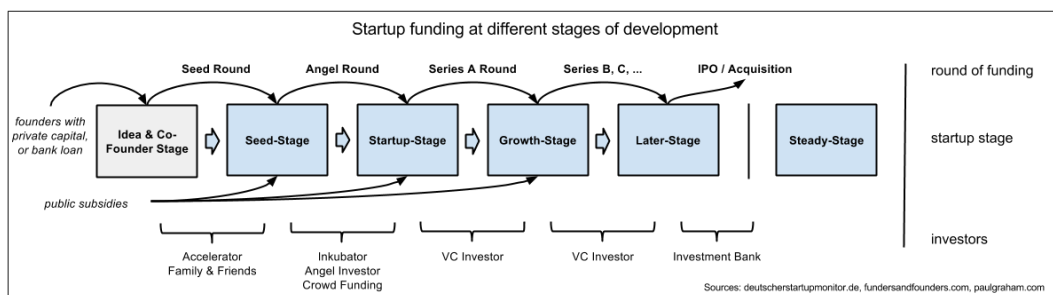 Startup funding at different stages of development
Seed Round
Angel Round
Series A Round
Series B, C, ...
IPO / Acquisition
round of funding
founders with
private capital,
or bank loan
Idea & Co-
Founder Stage
Seed-Stage
Startup-Stage
Growth-Stage
Later-Stage
Steady-Stage
startup stage
public subsidies
Accelerator
Family & Friends
Inkubator
Angel Investor
Crowd Funding
VC Investor
VC Investor
Investment Bank
investors
Sources: deutscherstartupmonitor.de, fundersandfounders.com, paulgraham.com